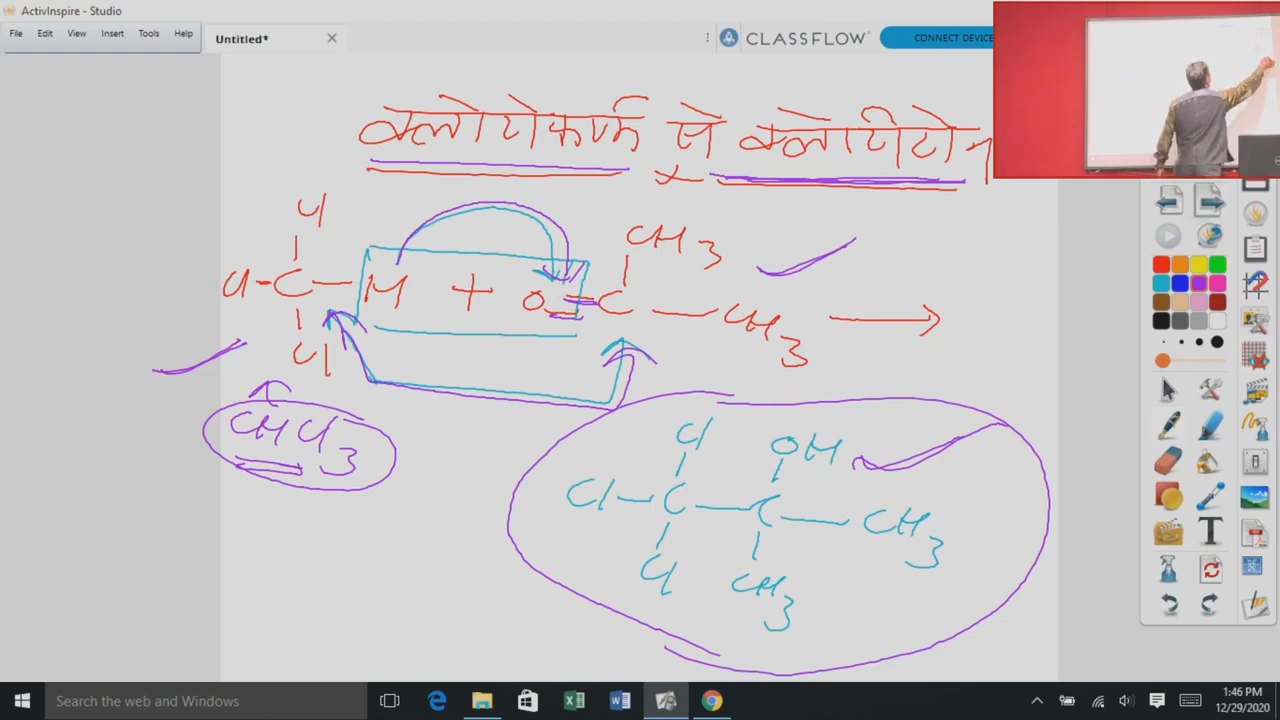 ActivInspire - Studio
File Edit View Insert Tools Help
Untitled*
CLASSFLOW
CONNECT DEVICE
क्लोरोफार्म से क्लोरीटोन
Cl
Cl-C-H + O=C-CH3
CH3
Cl
CHCl3
Cl OH
Cl-C-C-CH3
Cl CH3
T
Search the web and Windows
1:46 PM
12/29/2020